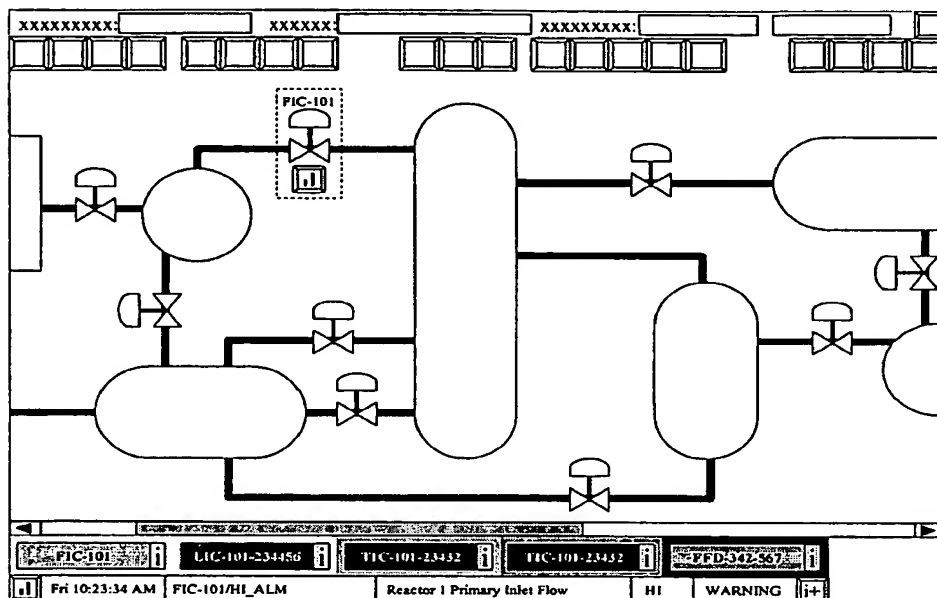 xxxxxxxxx: xxxxxx: xxxxxxxxx:
FIC-101
FIC-101 i LIC-101-234456 i TIC-101-23432 i TIC-101-23432 i FFD-342-567 i
Fri 10:23:34 AM FIC-101/HI_ALM Reactor 1 Primary Inlet Flow HI WARNING i+